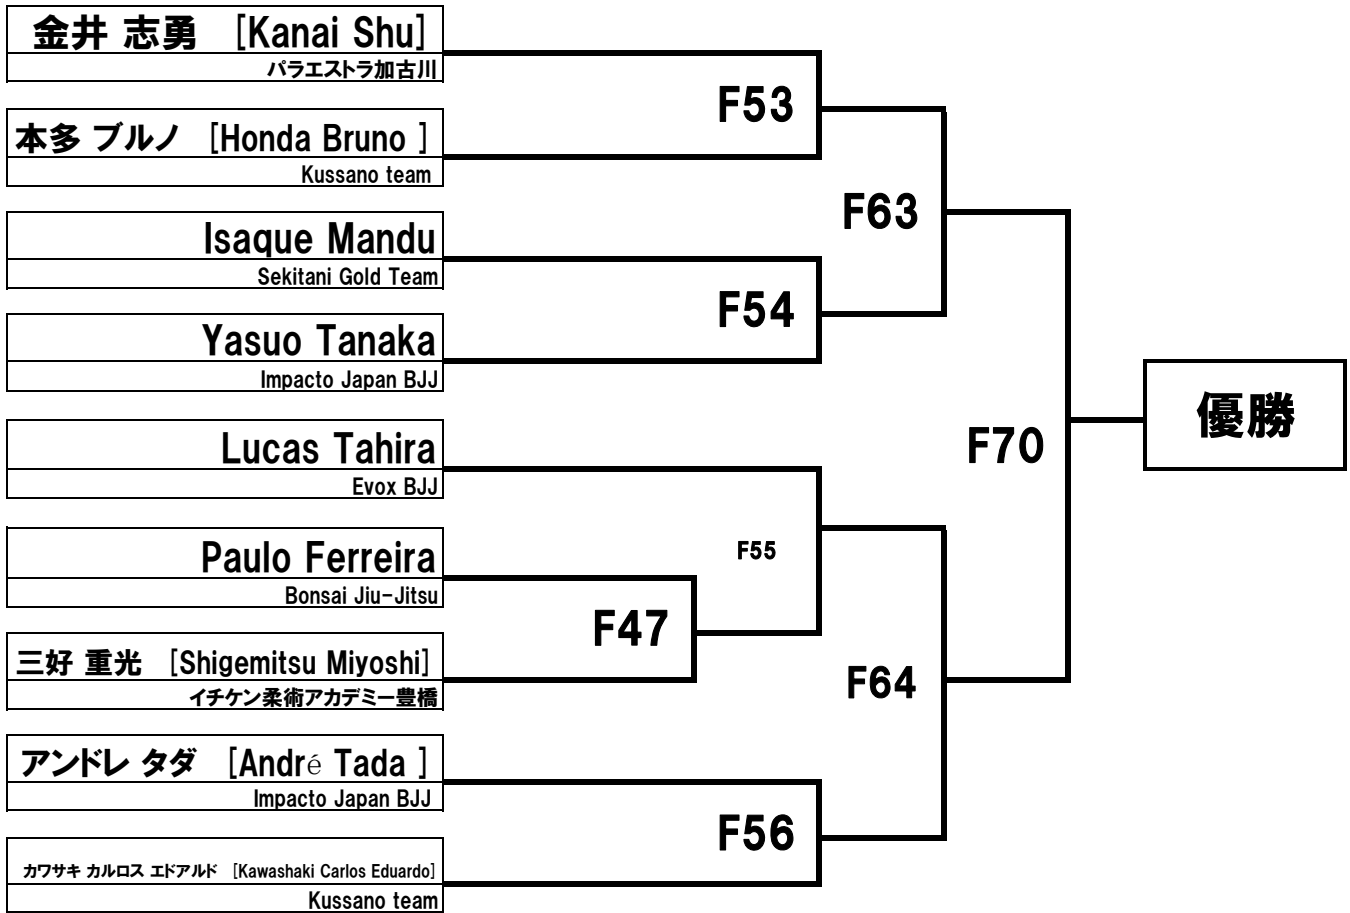 金井 志勇 [Kanai Shu]
パラエストラ加古川
本多 ブルノ [Honda Bruno ]
Kussano team
Isaque Mandu
Sekitani Gold Team
Yasuo Tanaka
Impacto Japan BJJ
Lucas Tahira
Evox BJJ
Paulo Ferreira
Bonsai Jiu-Jitsu
三好 重光 [Shigemitsu Miyoshi]
イチケン柔術アカデミー豊橋
アンドレ タダ [André Tada ]
Impacto Japan BJJ
カワサキ カルロス エドアルド [Kawashaki Carlos Eduardo]
Kussano team
F53
F54
F55
F47
F56
F63
F64
F70
優勝